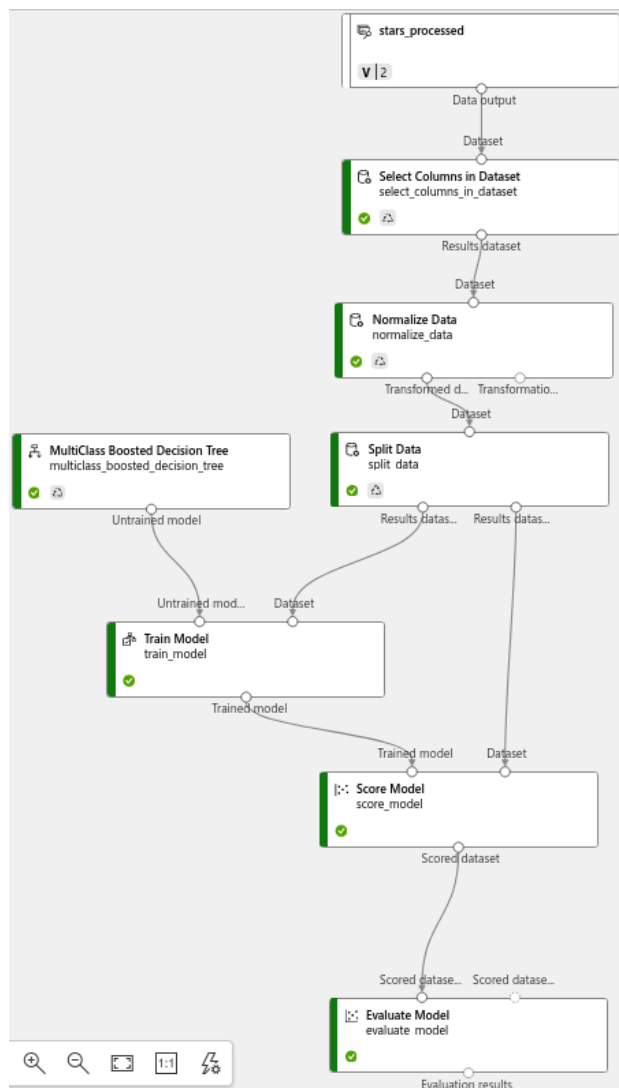 stars_processed
V 2
Data output
Dataset
Select Columns in Dataset
select_columns_in_dataset
Results dataset
Dataset
Normalize Data
normalize_data
Transformed d... Transformatio...
Dataset
MultiClass Boosted Decision Tree
multiclass_boosted_decision_tree
Untrained model
Split Data
split_data
Results datas... Results datas...
Untrained mod... Dataset
Train Model
train_model
Trained model
Trained model Dataset
Score Model
score_model
Scored dataset
Scored datase... Scored datase...
Evaluate Model
evaluate_model
Evaluation results
1:1